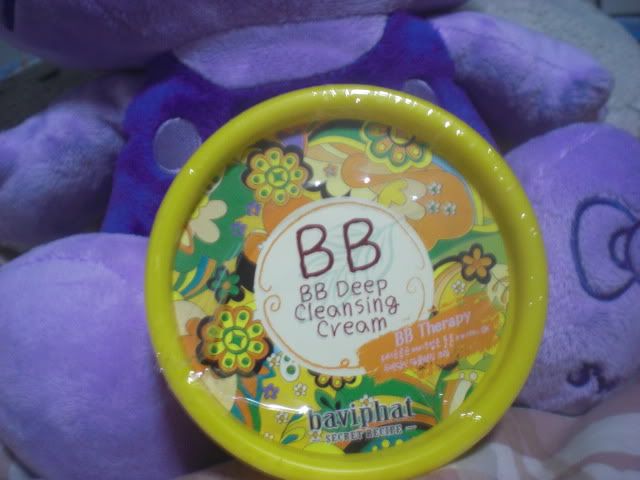 BB
BB Deep
Cleansing
Cream
BB Therapy
baviphat
SECRET RECIPE